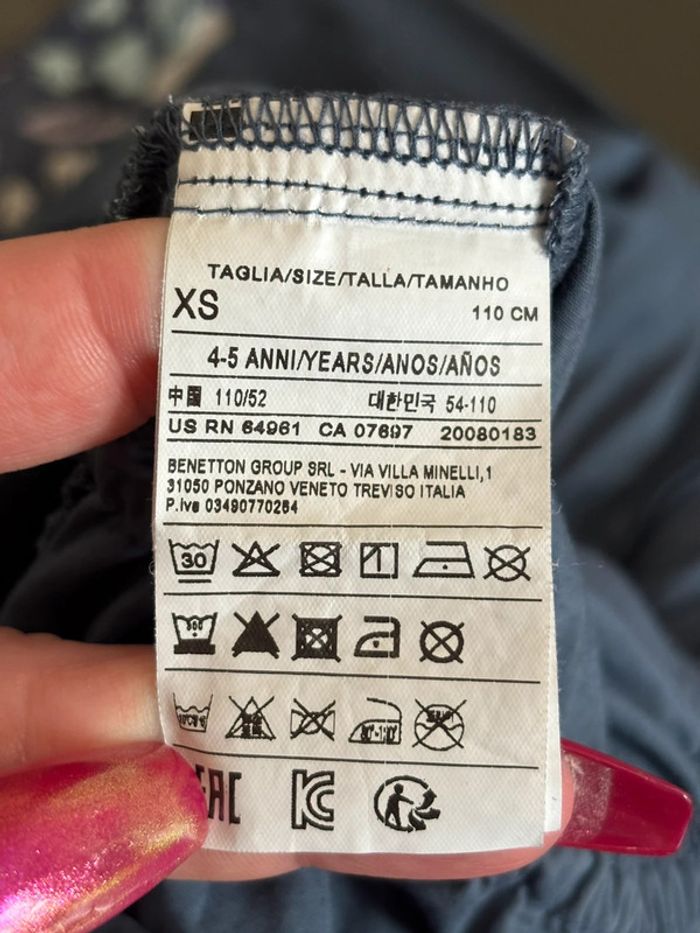 TAGLIA/SIZE/TALLA/TAMANHO
XS 110 CM
4-5 ANNI/YEARS/ANOS/AÑOS
中国 110/52 대한민국 54-110
US RN 64961 CA 07697 20080183
BENETTON GROUP SRL - VIA VILLA MINELLI,1
31050 PONZANO VENETO TREVISO ITALIA
P.iva 03490770264
30
EAC